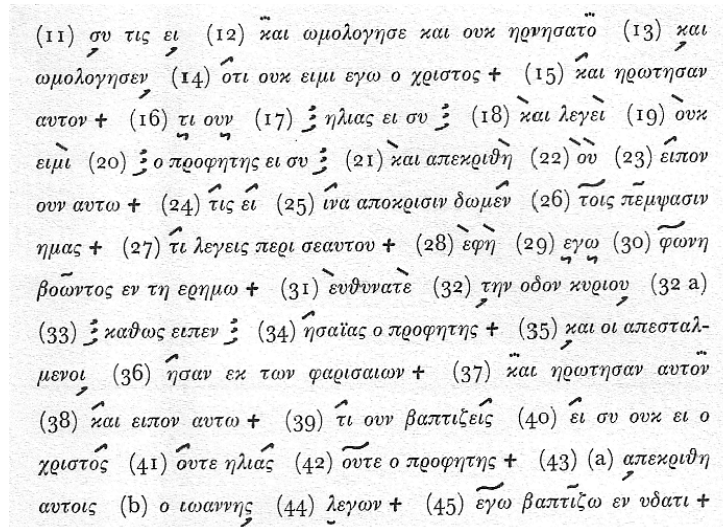 (11) συ τις ει (12) και ωμολογησε και ουκ ηρνησατο (13) και
ωμολογησεν (14) οτι ουκ ειμι εγω ο χριστος + (15) και ηρωτησαν
αυτον + (16) τι ουν (17) ηλιας ει συ (18) και λεγει (19) ουκ
ειμι (20) ο προφητης ει συ (21) και απεκριθη (22) ου (23) ειπον
ουν αυτω + (24) τις ει (25) ινα αποκρισιν δωμεν (26) τοις πεμψασιν
ημας + (27) τι λεγεις περι σεαυτου + (28) εφη (29) εγω (30) φωνη
βοωντος εν τη ερημω + (31) ευθυνατε (32) την οδον κυριου (32 a)
(33) καθως ειπεν (34) ησαϊας ο προφητης + (35) και οι απεσταλ-
μενοι (36) ησαν εκ των φαρισαιων + (37) και ηρωτησαν αυτον
(38) και ειπον αυτω + (39) τι ουν βαπτιζεις (40) ει συ ουκ ει ο
χριστος (41) ουτε ηλιας (42) ουτε ο προφητης + (43) (a) απεκριθη
αυτοις (b) ο ιωαννης (44) λεγων + (45) εγω βαπτιζω εν υδατι +